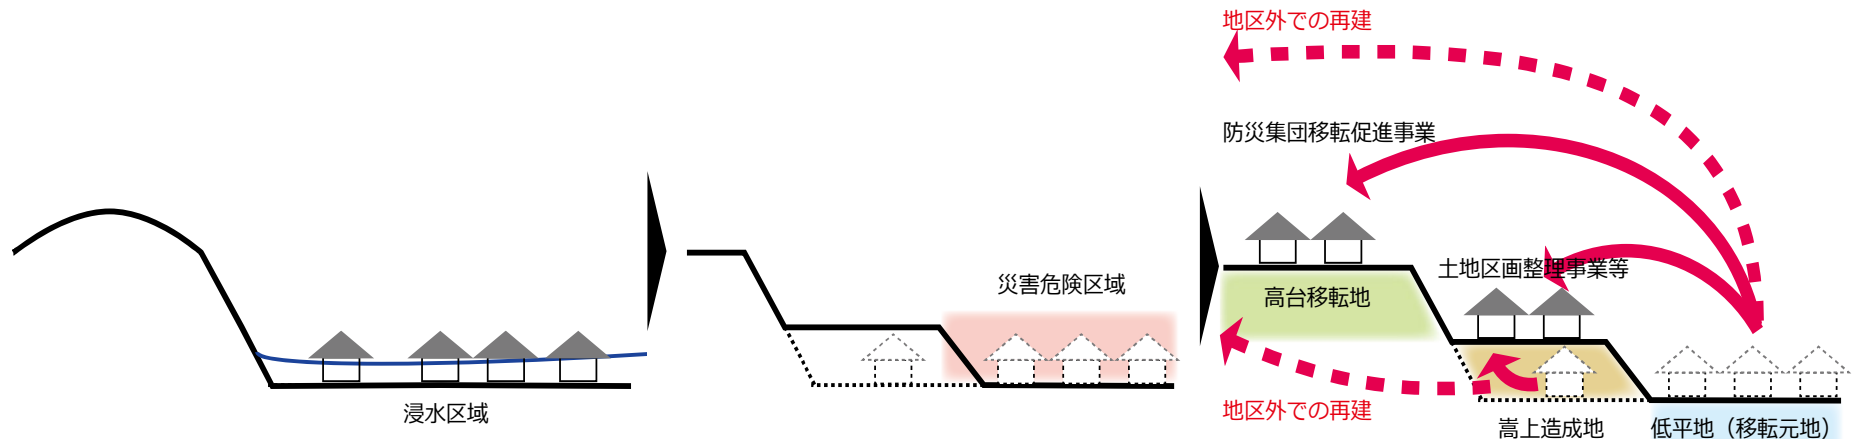 浸水区域
災害危険区域
地区外での再建
防災集団移転促進事業
土地区画整理事業等
高台移転地
地区外での再建
嵩上造成地
低平地（移転元地）